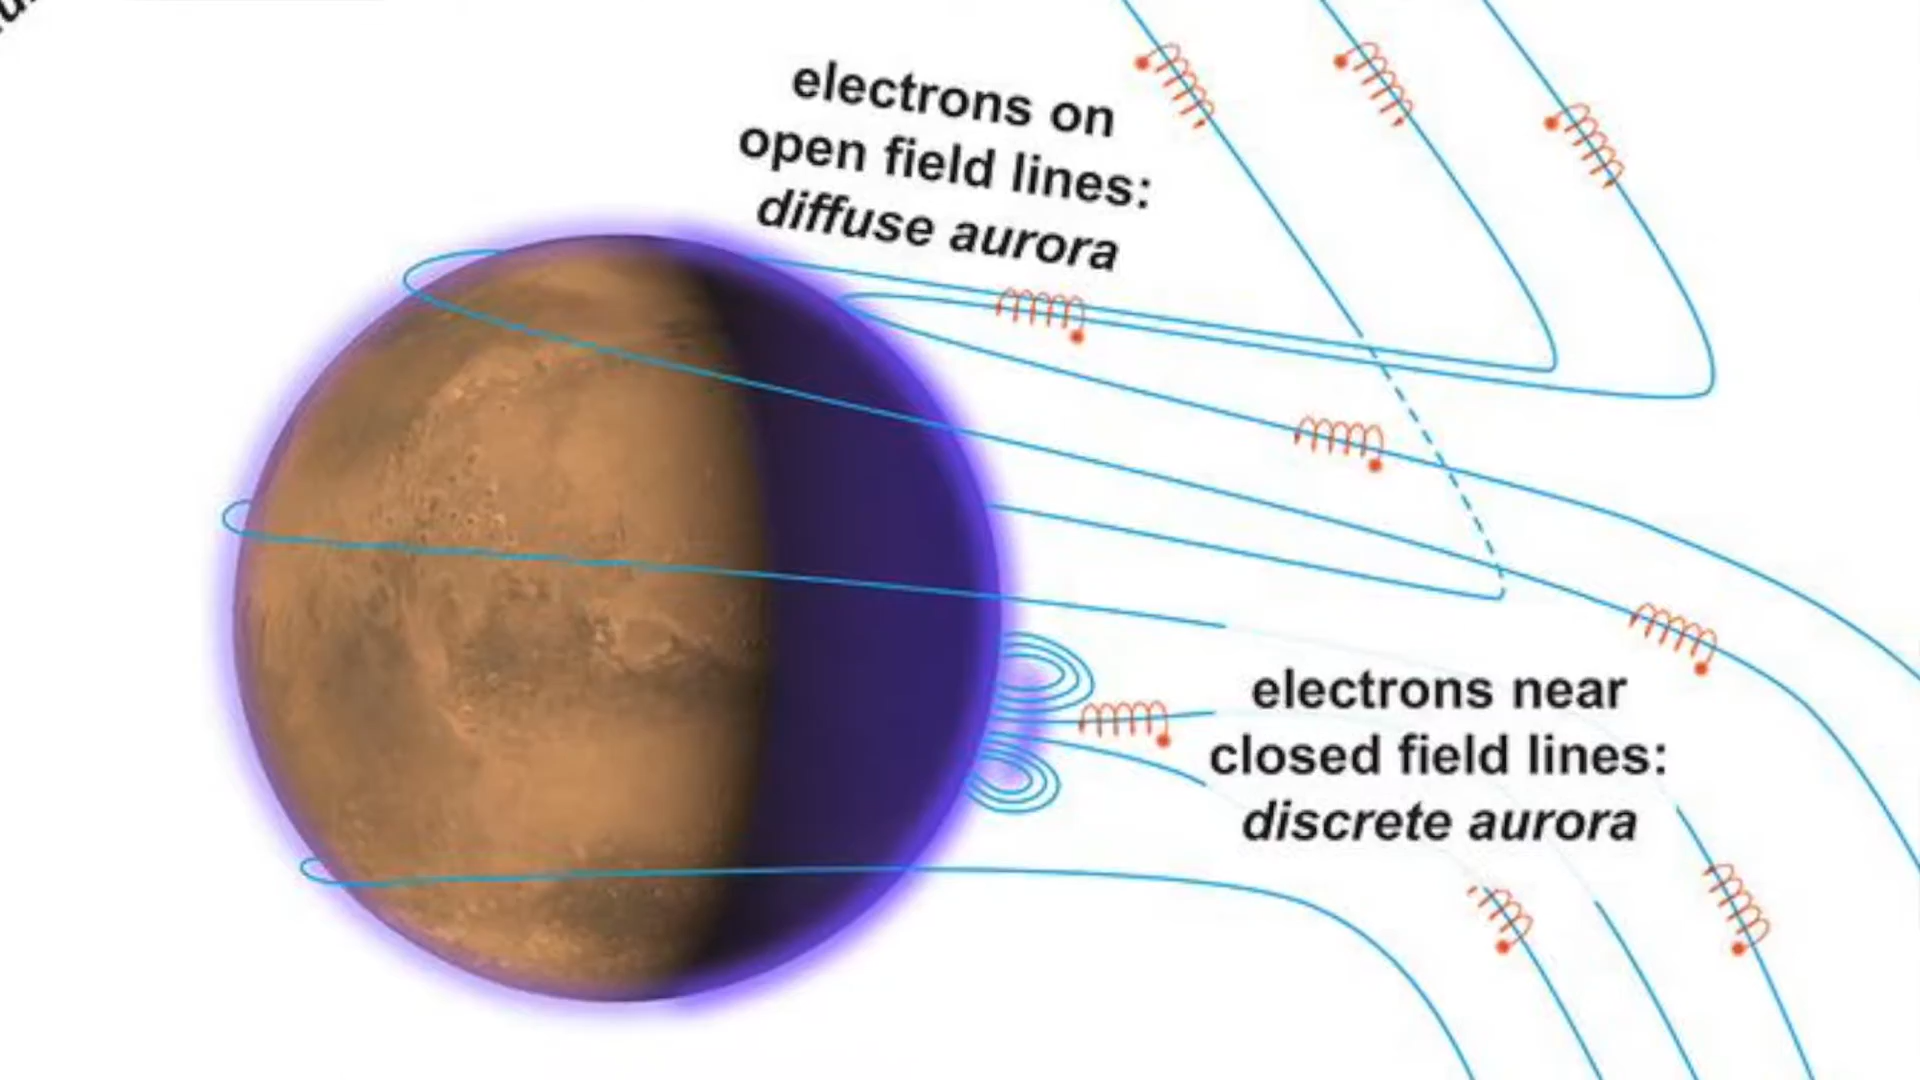 electrons on
open field lines:
diffuse aurora
electrons near
closed field lines:
discrete aurora